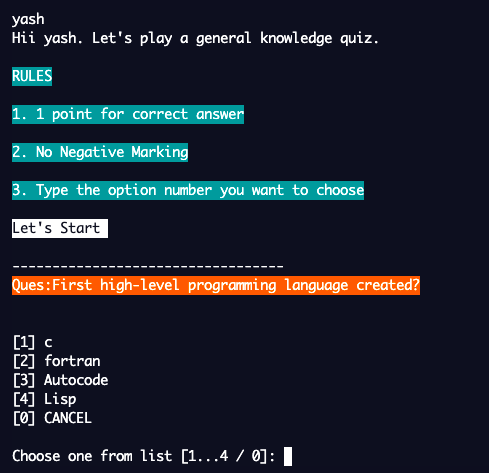 yash
Hii yash. Let's play a general knowledge quiz.
RULES
1. 1 point for correct answer
2. No Negative Marking
3. Type the option number you want to choose
Let's Start
----------------------------------
Ques:First high-level programming language created?
[1] c
[2] fortran
[3] Autocode
[4] Lisp
[0] CANCEL
Choose one from list [1...4 / 0]: